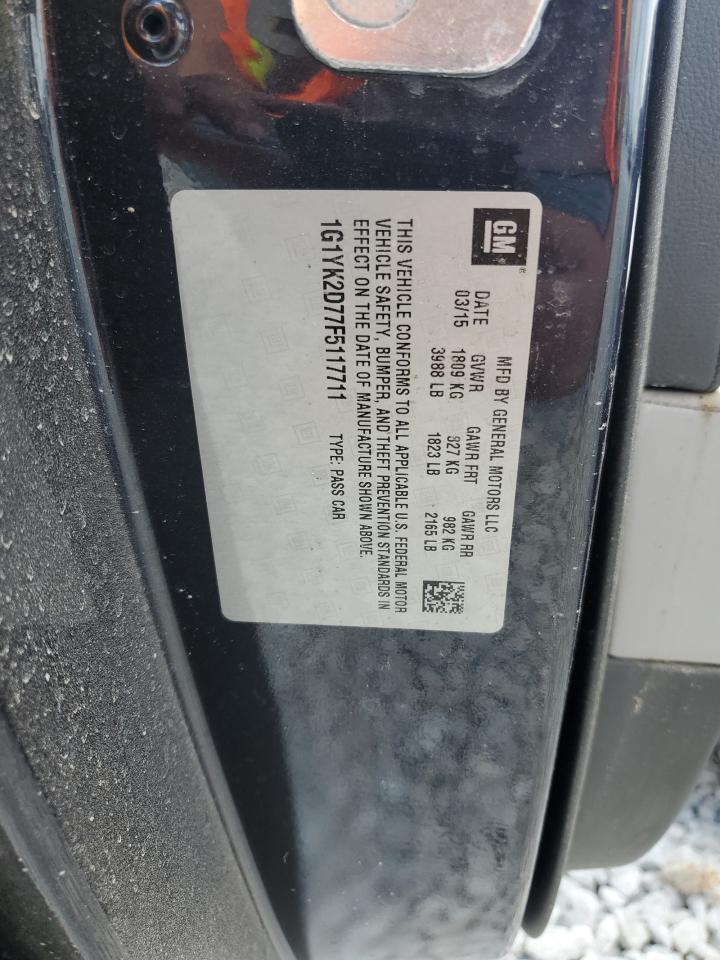 GM
®
MFD BY GENERAL MOTORS LLC
DATE GVWR GAWR FRT GAWR RR
03/15 1809 KG 827 KG 982 KG
3988 LB 1823 LB 2165 LB
THIS VEHICLE CONFORMS TO ALL APPLICABLE U.S. FEDERAL MOTOR
VEHICLE SAFETY, BUMPER, AND THEFT PREVENTION STANDARDS IN
EFFECT ON THE DATE OF MANUFACTURE SHOWN ABOVE.
1G1YK2D77F5117711 TYPE: PASS CAR